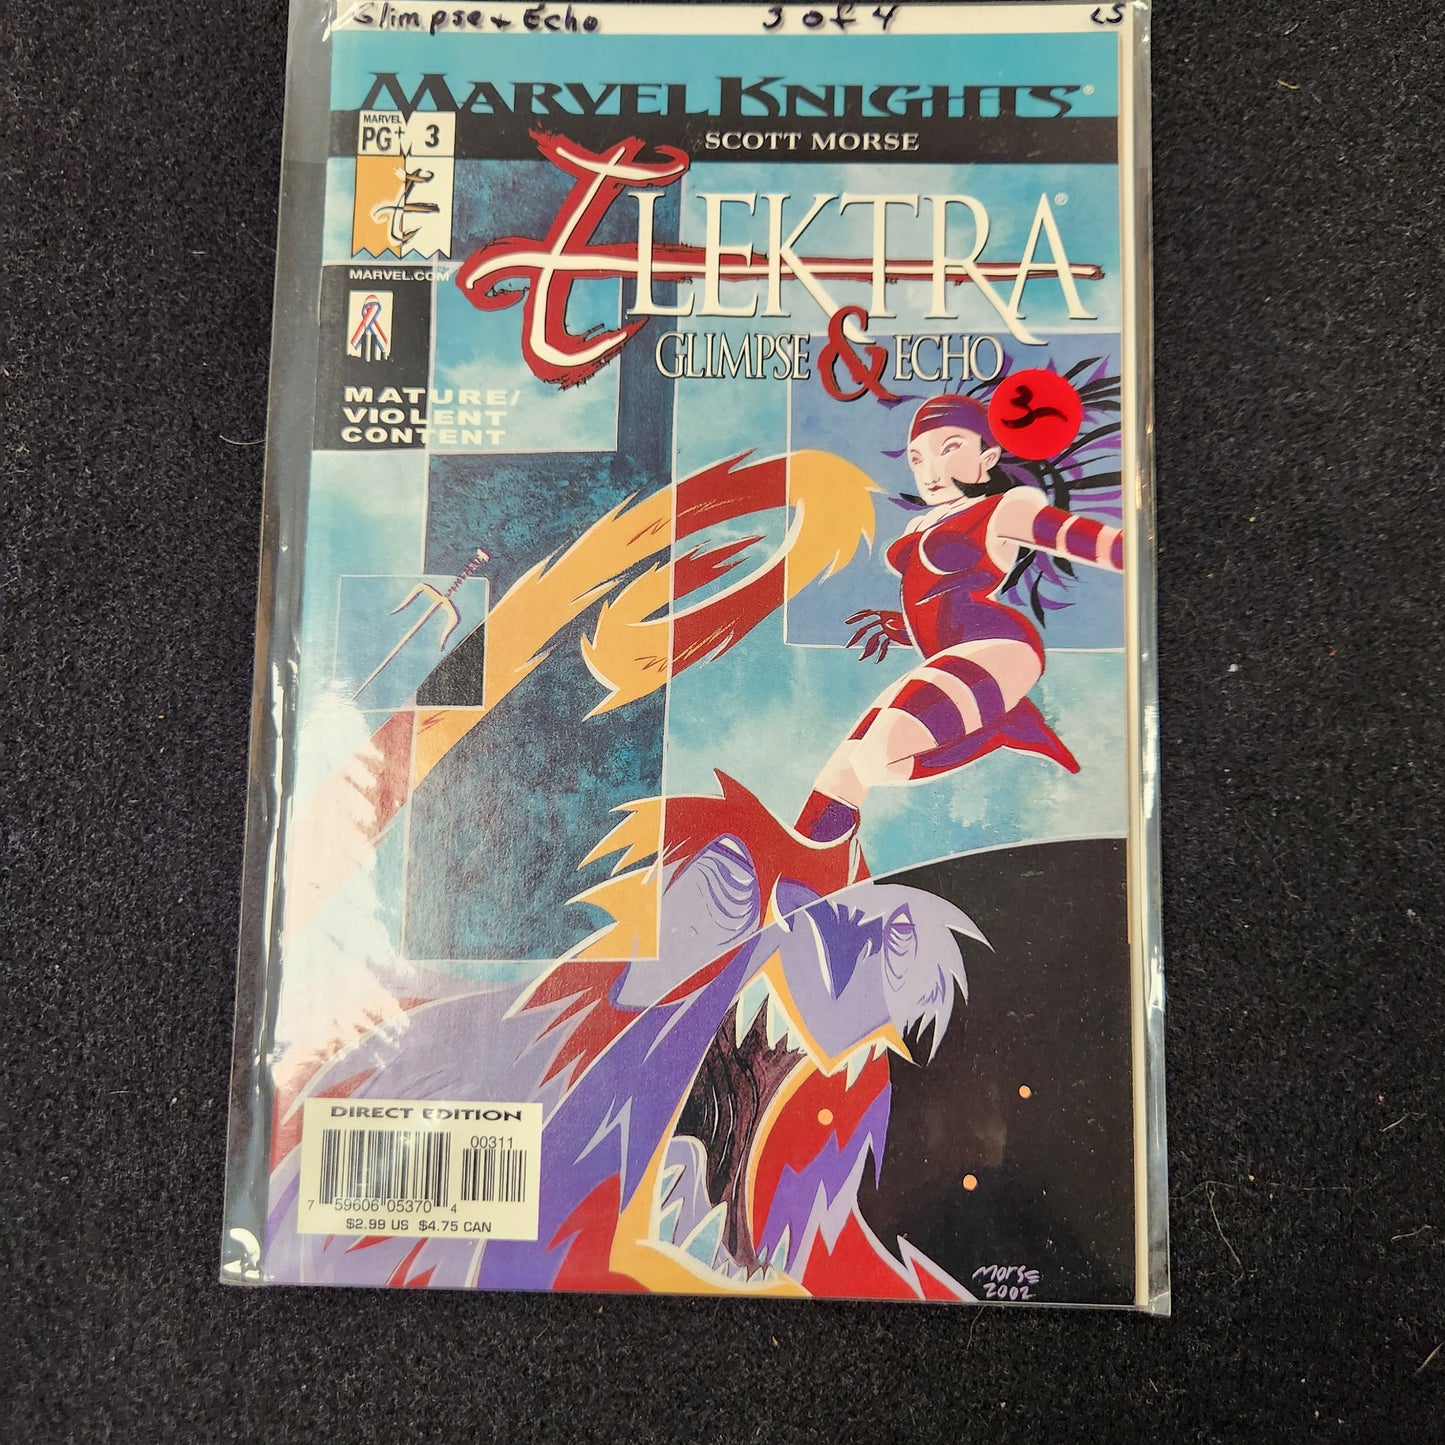 Glimpse & Echo 3 of 4 LS
MARVEL KNIGHTS®
MARVEL
PG+ 3
SCOTT MORSE
ELEKTRA®
GLIMPSE & ECHO
MARVEL.COM
MATURE/
VIOLENT
CONTENT
3-
DIRECT EDITION
00311
7 59606 05370 4
$2.99 US $4.75 CAN
MORSE
2002